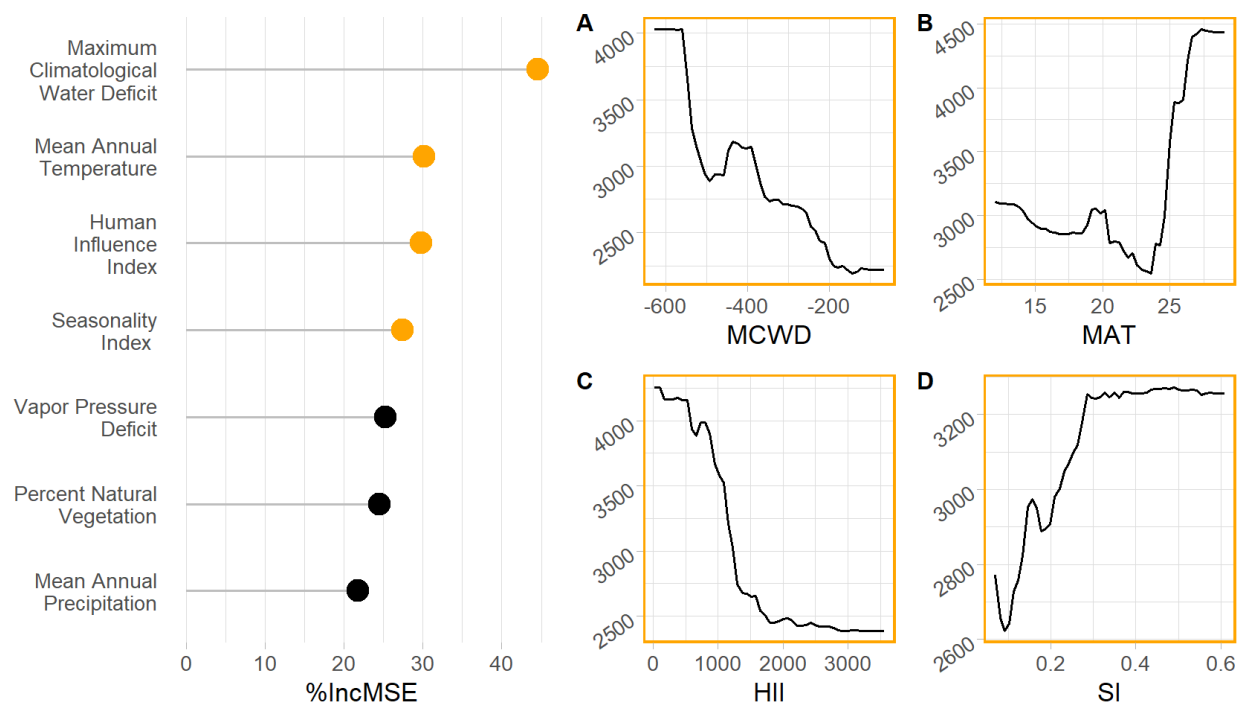 Maximum
Climatological
Water Deficit
Mean Annual
Temperature
Human
Influence
Index
Seasonality
Index
Vapor Pressure
Deficit
Percent Natural
Vegetation
Mean Annual
Precipitation
0 10 20 30 40
%IncMSE
A
4000
3500
3000
2500
-600 -400 -200
MCWD
B
4500
4000
3500
3000
2500
15 20 25
MAT
C
4000
3500
3000
2500
0 1000 2000 3000
HII
D
3200
3000
2800
2600
0.2 0.4 0.6
SI